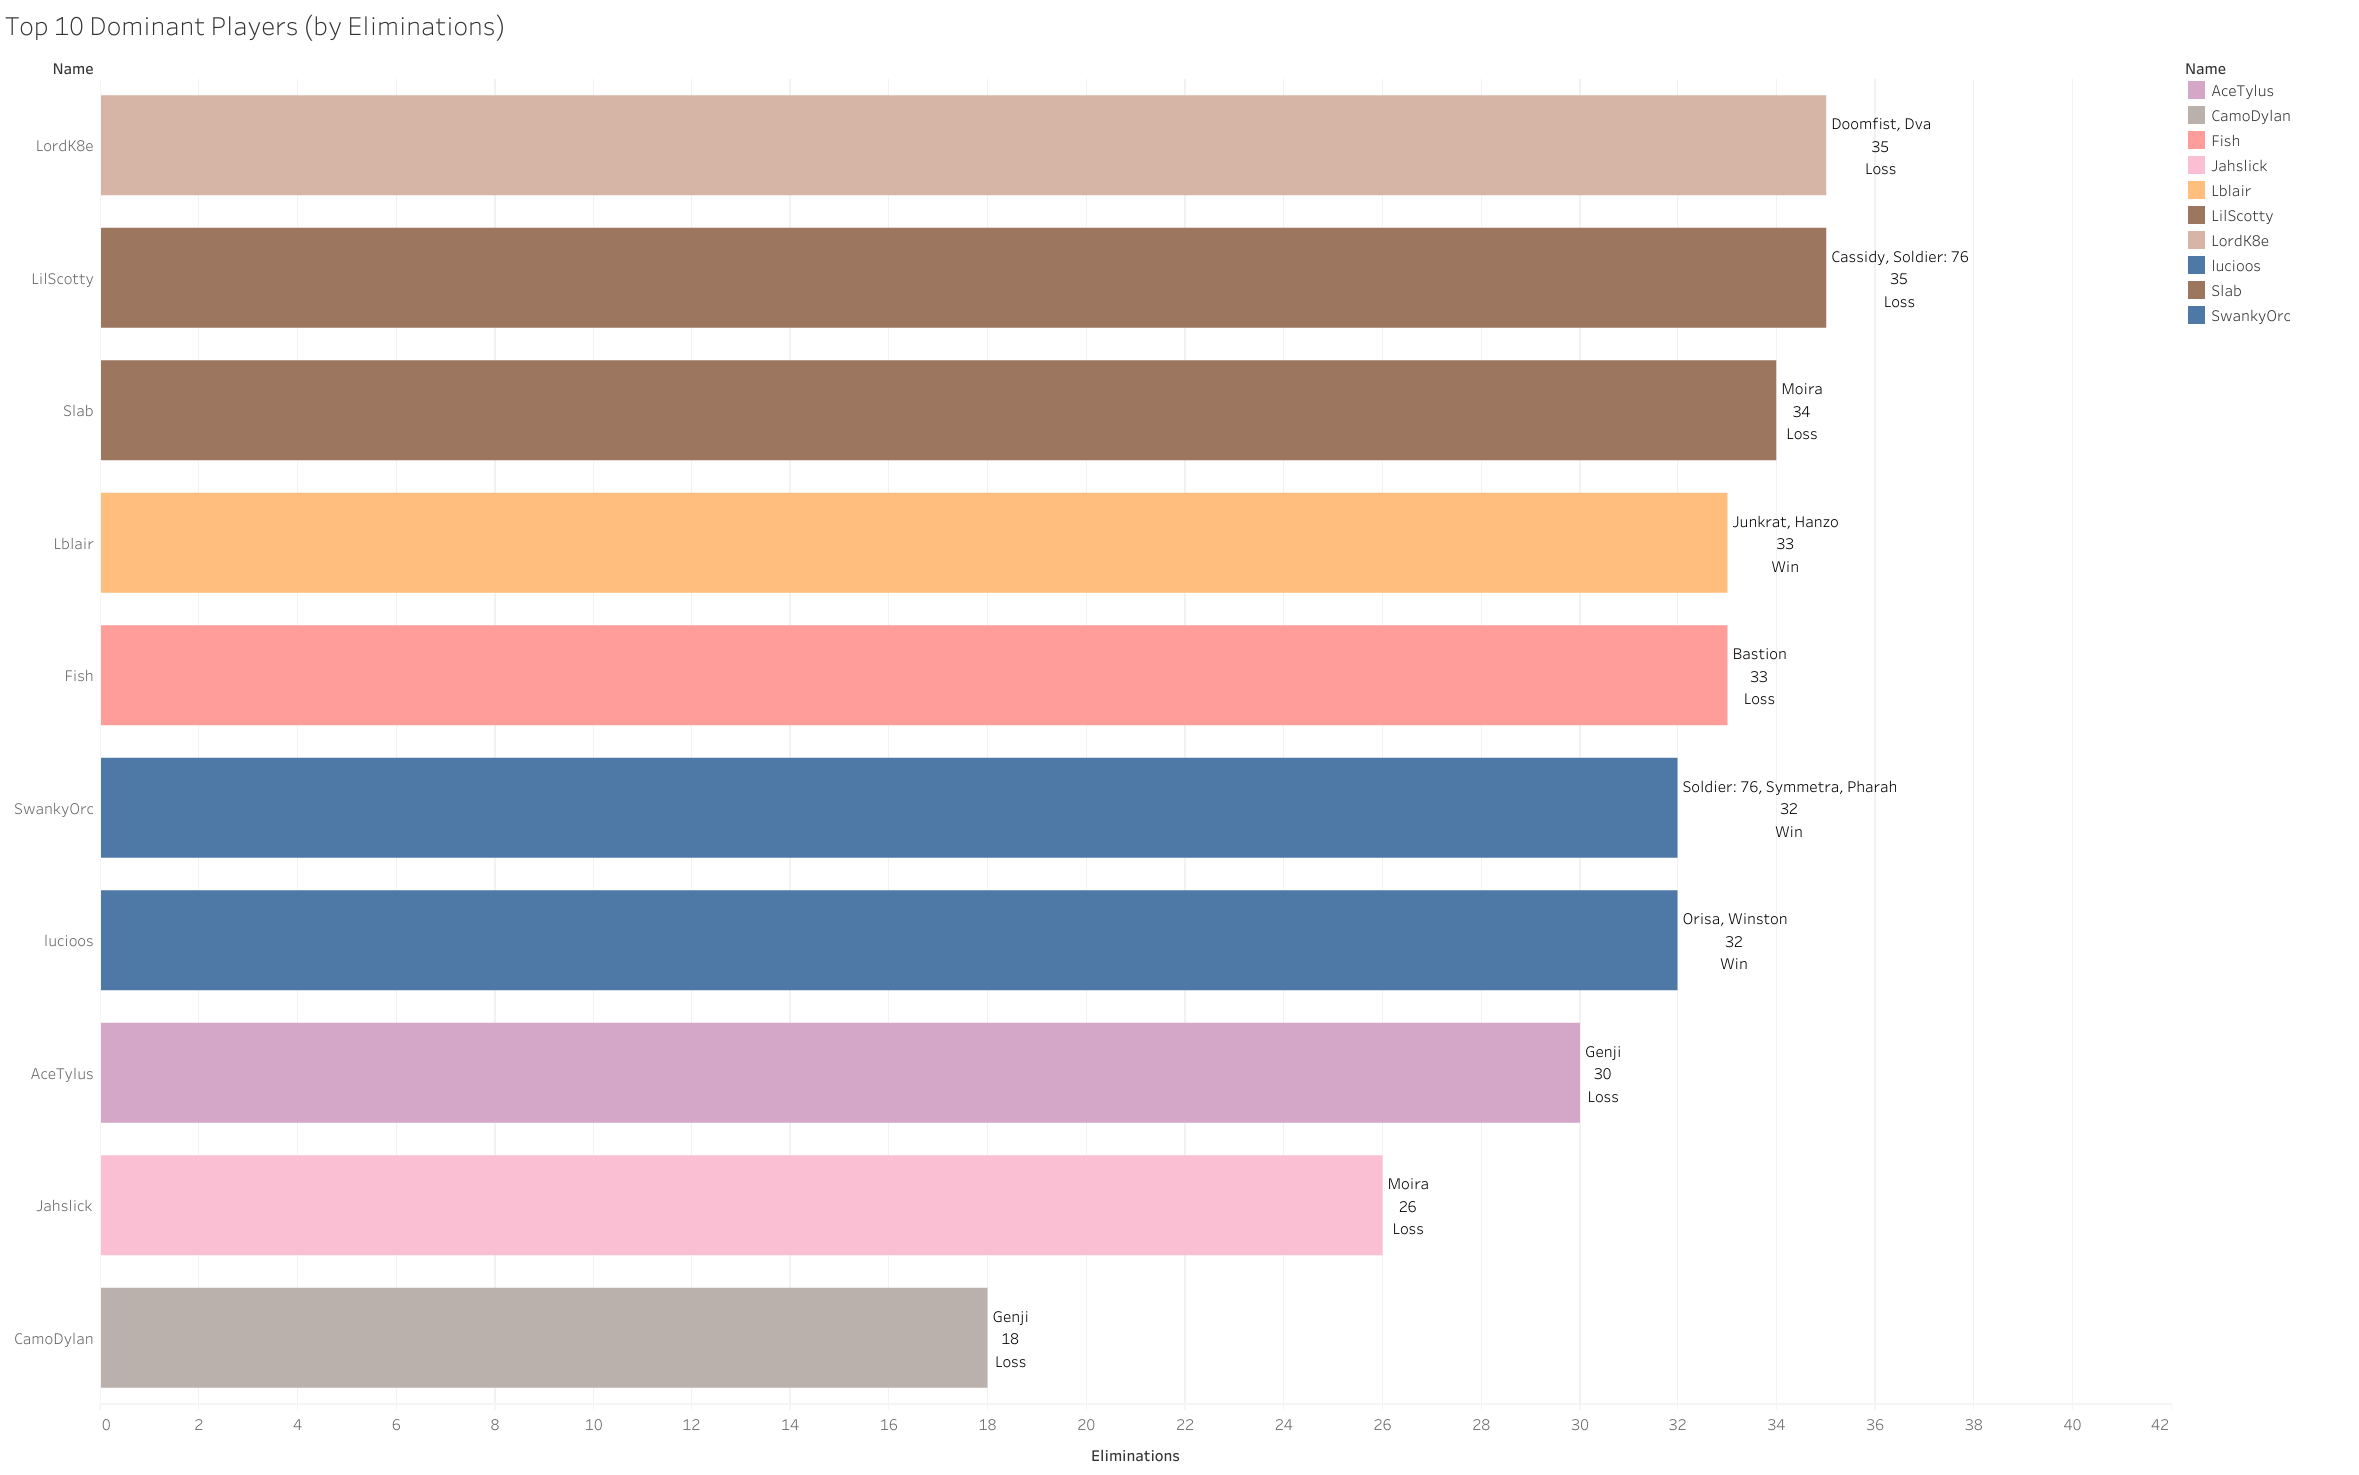 Top 10 Dominant Players (by Eliminations)
Name
LordK8e
Doomfist, Dva
35
Loss
LilScotty
Cassidy, Soldier: 76
35
Loss
Slab
Moira
34
Loss
Lblair
Junkrat, Hanzo
33
Win
Fish
Bastion
33
Loss
SwankyOrc
Soldier: 76, Symmetra, Pharah
32
Win
lucioos
Orisa, Winston
32
Win
AceTylus
Genji
30
Loss
Jahslick
Moira
26
Loss
CamoDylan
Genji
18
Loss
0 2 4 6 8 10 12 14 16 18 20 22 24 26 28 30 32 34 36 38 40 42
Eliminations
Name
AceTylus
CamoDylan
Fish
Jahslick
Lblair
LilScotty
LordK8e
lucioos
Slab
SwankyOrc